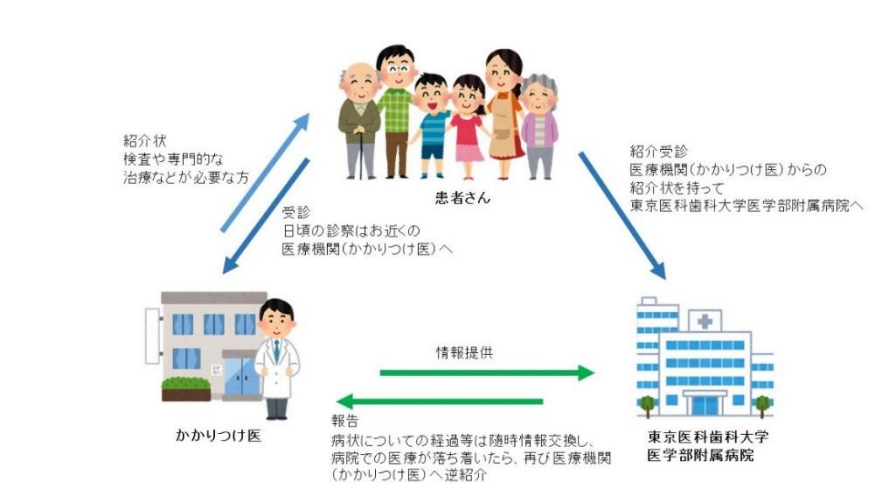 紹介状
検査や専門的な
治療などが必要な方
患者さん
紹介受診
医療機関(かかりつけ医)からの
紹介状を持って
東京医科歯科大学医学部附属病院へ
受診
日頃の診察はお近くの
医療機関(かかりつけ医)へ
情報提供
かかりつけ医
報告
病状についての経過等は随時情報交換し、
病院での医療が落ち着いたら、再び医療機関
(かかりつけ医)へ逆紹介
東京医科歯科大学
医学部附属病院